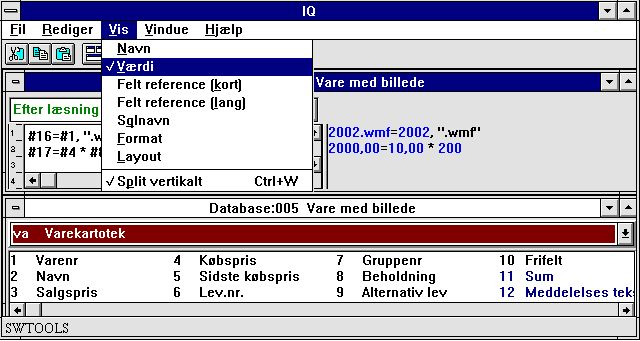 IQ
Fil Rediger Vis Vindue Hjælp
Navn
✓ Værdi
Felt reference (kort)
Felt reference (lang)
Sqlnavn
Format
Layout
✓ Split vertikalt Ctrl+W
Vare med billede
Efter læsning
1 #16=#1, ".w
2 #17=#4 * #8
3
4
2002.wmf=2002, ".wmf"
2000,00=10,00 * 200
Database:005 Vare med billede
va Varekartotek
1 Varenr 4 Købspris 7 Gruppenr 10 Frifelt
2 Navn 5 Sidste købspris 8 Beholdning 11 Sum
3 Salgspris 6 Lev.nr. 9 Alternativ lev 12 Meddelelses teks
SWTOOLS